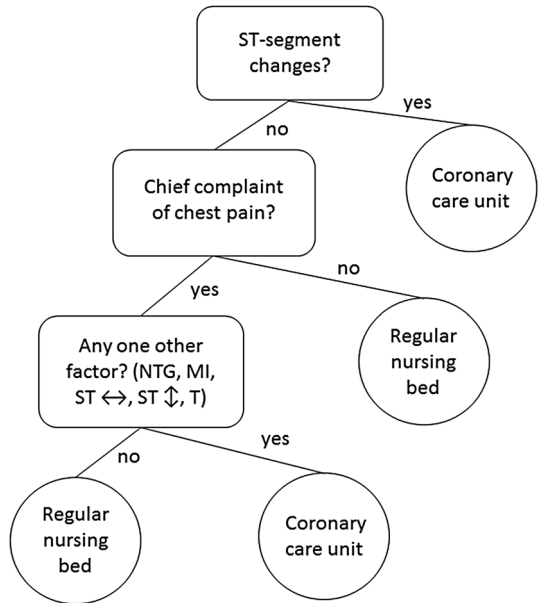 ST-segment
changes?
yes
no
Coronary
care unit
Chief complaint
of chest pain?
no
yes
Regular
nursing
bed
Any one other
factor? (NTG, MI,
ST ↔, ST ↕, T)
yes
no
Regular
nursing
bed
Coronary
care unit